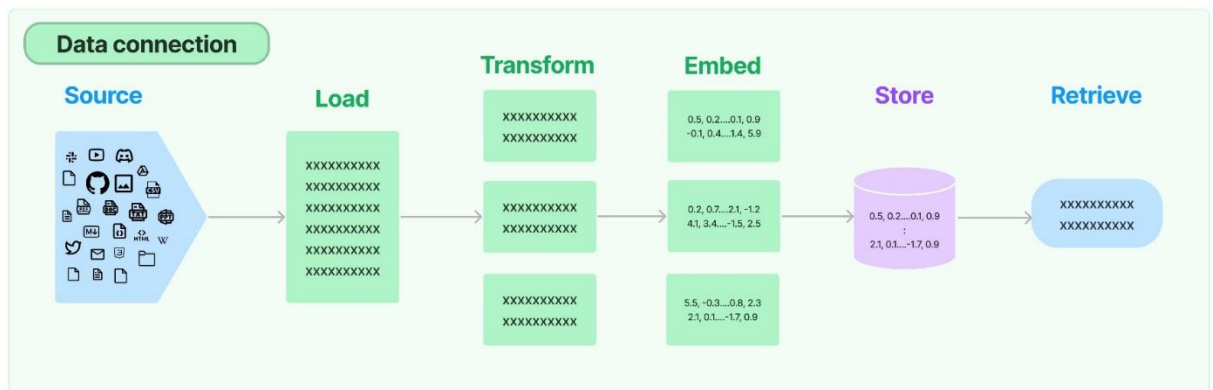 Data connection
Source
Load
Transform
Embed
Store
Retrieve
CSV
M↓
HTML
W
XXXXXXXXXX
XXXXXXXXXX
XXXXXXXXXX
XXXXXXXXXX
XXXXXXXXXX
XXXXXXXXXX
XXXXXXXXXX
XXXXXXXXXX
XXXXXXXXXX
XXXXXXXXXX
XXXXXXXXXX
XXXXXXXXXX
XXXXXXXXXX
0.5, 0.2....0.1, 0.9
-0.1, 0.4....1.4, 5.9
0.2, 0.7....2.1, -1.2
4.1, 3.4....-1.5, 2.5
5.5, -0.3....0.8, 2.3
2.1, 0.1....-1.7, 0.9
0.5, 0.2....0.1, 0.9
:
2.1, 0.1....-1.7, 0.9
XXXXXXXXXX
XXXXXXXXXX